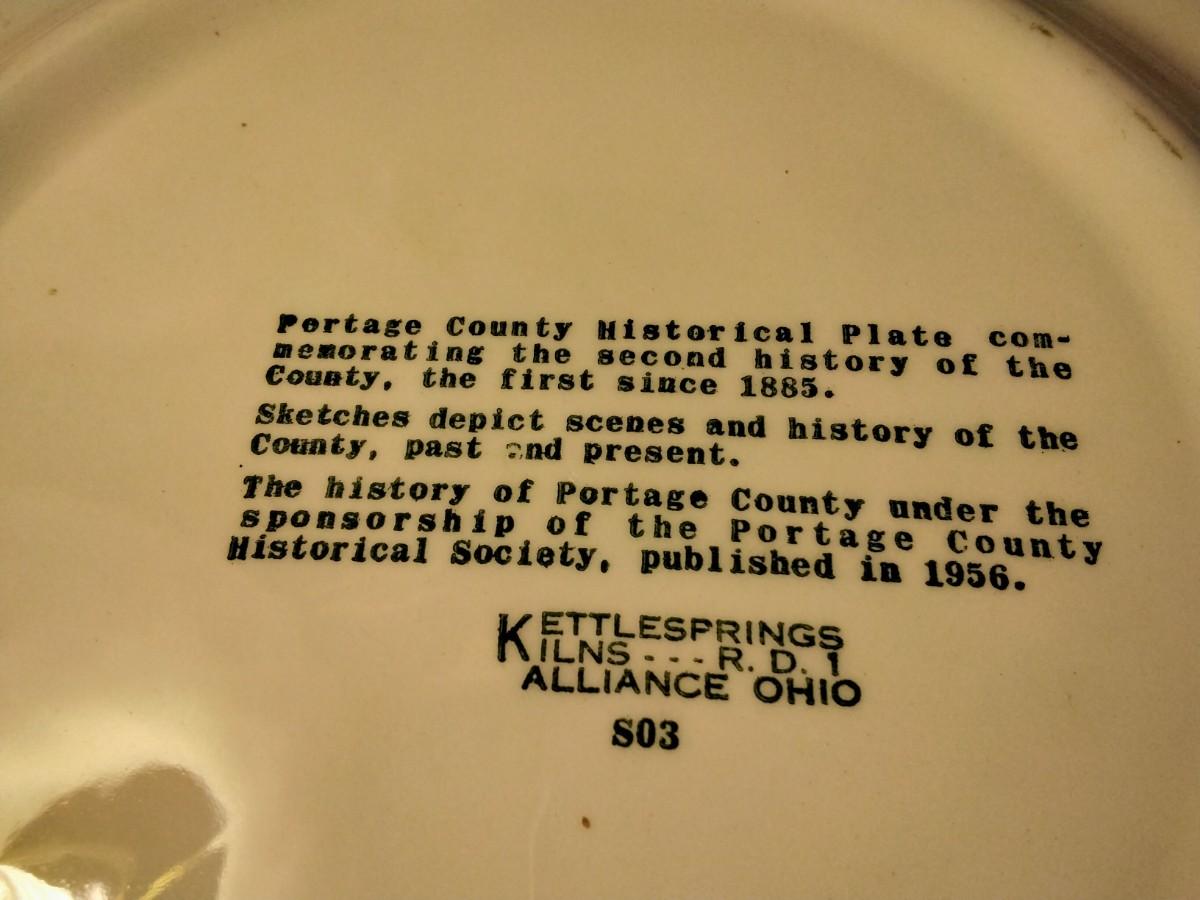 Portage County Historical Plate com-
memorating the second history of the
County, the first since 1885.
Sketches depict scenes and history of the
County, past and present.
The history of Portage County under the
sponsorship of the Portage County
Historical Society, published in 1956.
KETTLESPRINGS
KILNS --- R. D. 1
ALLIANCE OHIO
S03